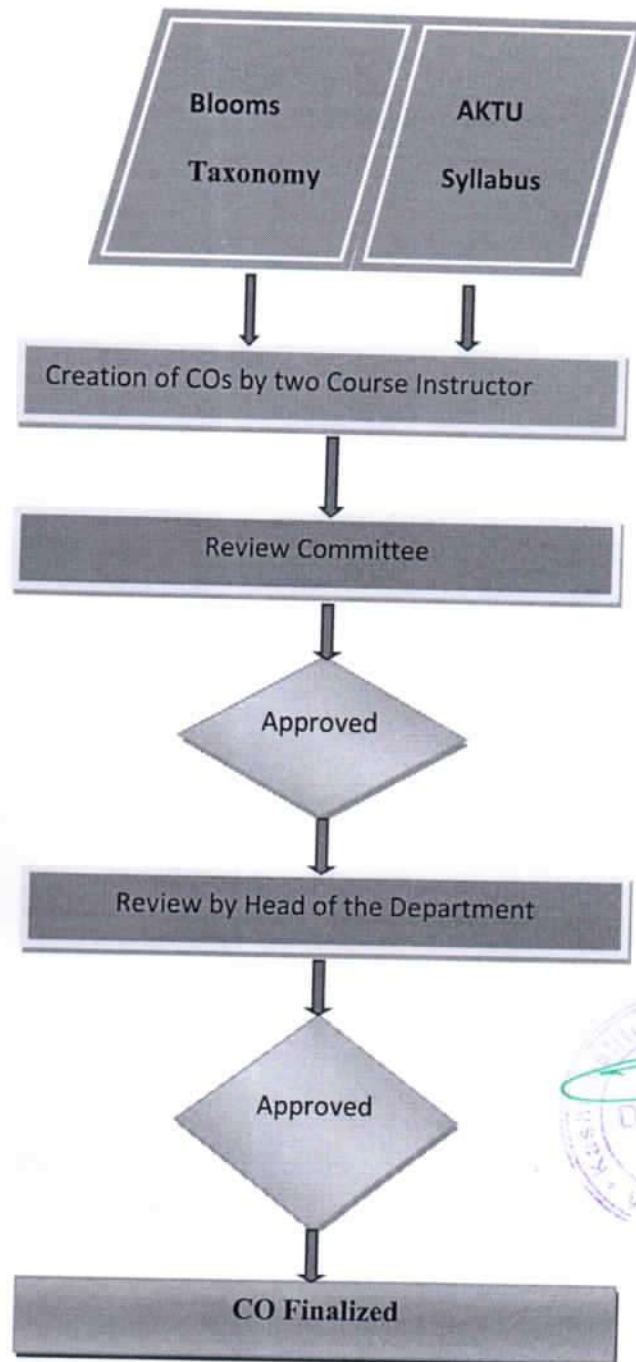 Blooms
Taxonomy
AKTU
Syllabus
Creation of COs by two Course Instructor
Review Committee
Approved
Review by Head of the Department
Approved
CO Finalized